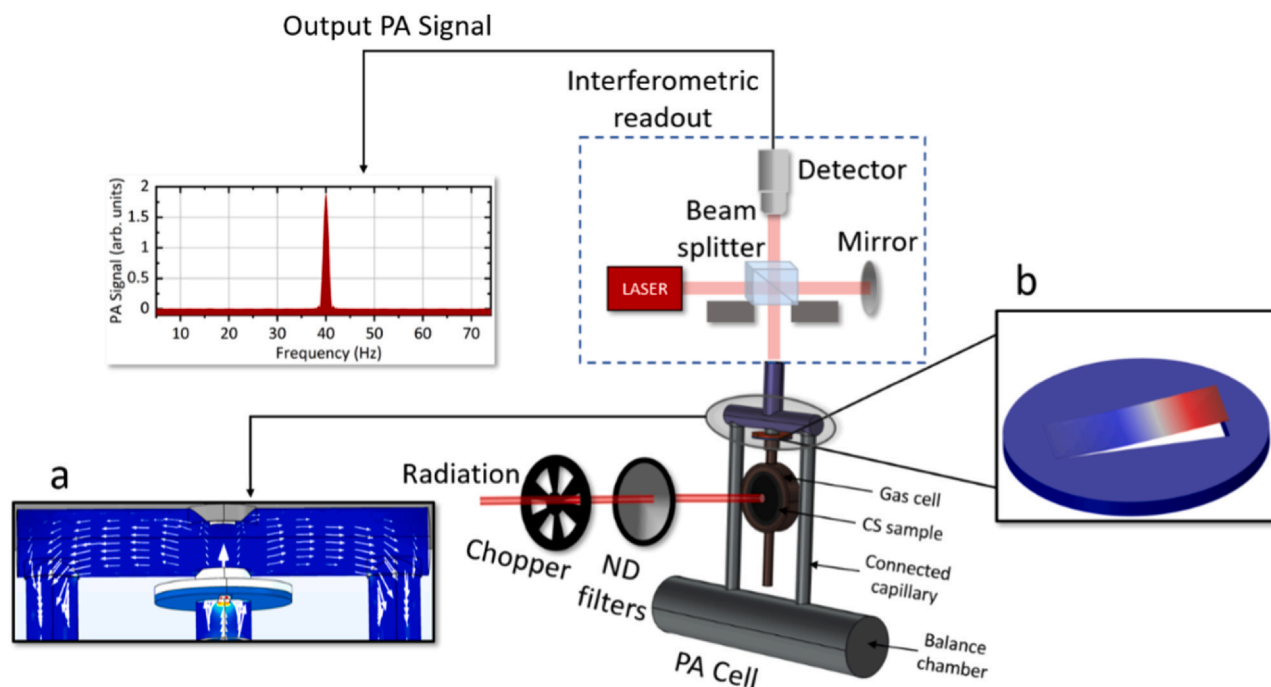 Output PA Signal
Interferometric
readout
Detector
Beam
splitter
Mirror
LASER
PA Signal (arb. units)
2
1.5
1
0.5
0
10 20 30 40 50 60 70
Frequency (Hz)
b
a
Radiation
Chopper
ND
filters
Gas cell
CS sample
Connected
capillary
Balance
chamber
PA Cell